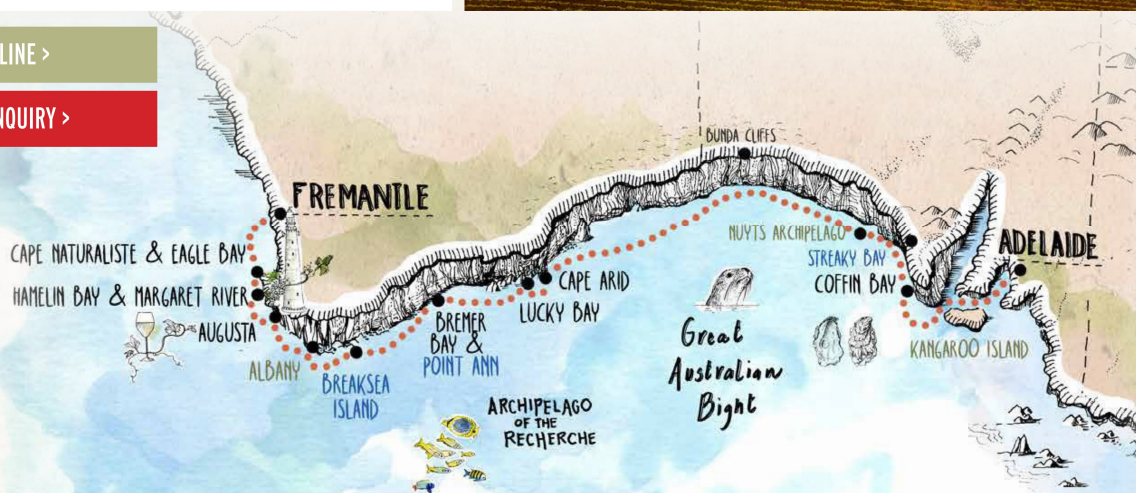 LINE >
NQUIRY >
FREMANTLE
CAPE NATURALISTE & EAGLE BAY
HAMELIN BAY & MARGARET RIVER
AUGUSTA
ALBANY
BREAKSEA
ISLAND
BREMER
BAY &
POINT ANN
LUCKY BAY
CAPE ARID
ARCHIPELAGO
OF THE
RECHERCHE
BUNDA CLIFFS
Great
Australian
Bight
NUYTS ARCHIPELAGO
STREAKY BAY
COFFIN BAY
KANGAROO ISLAND
ADELAIDE